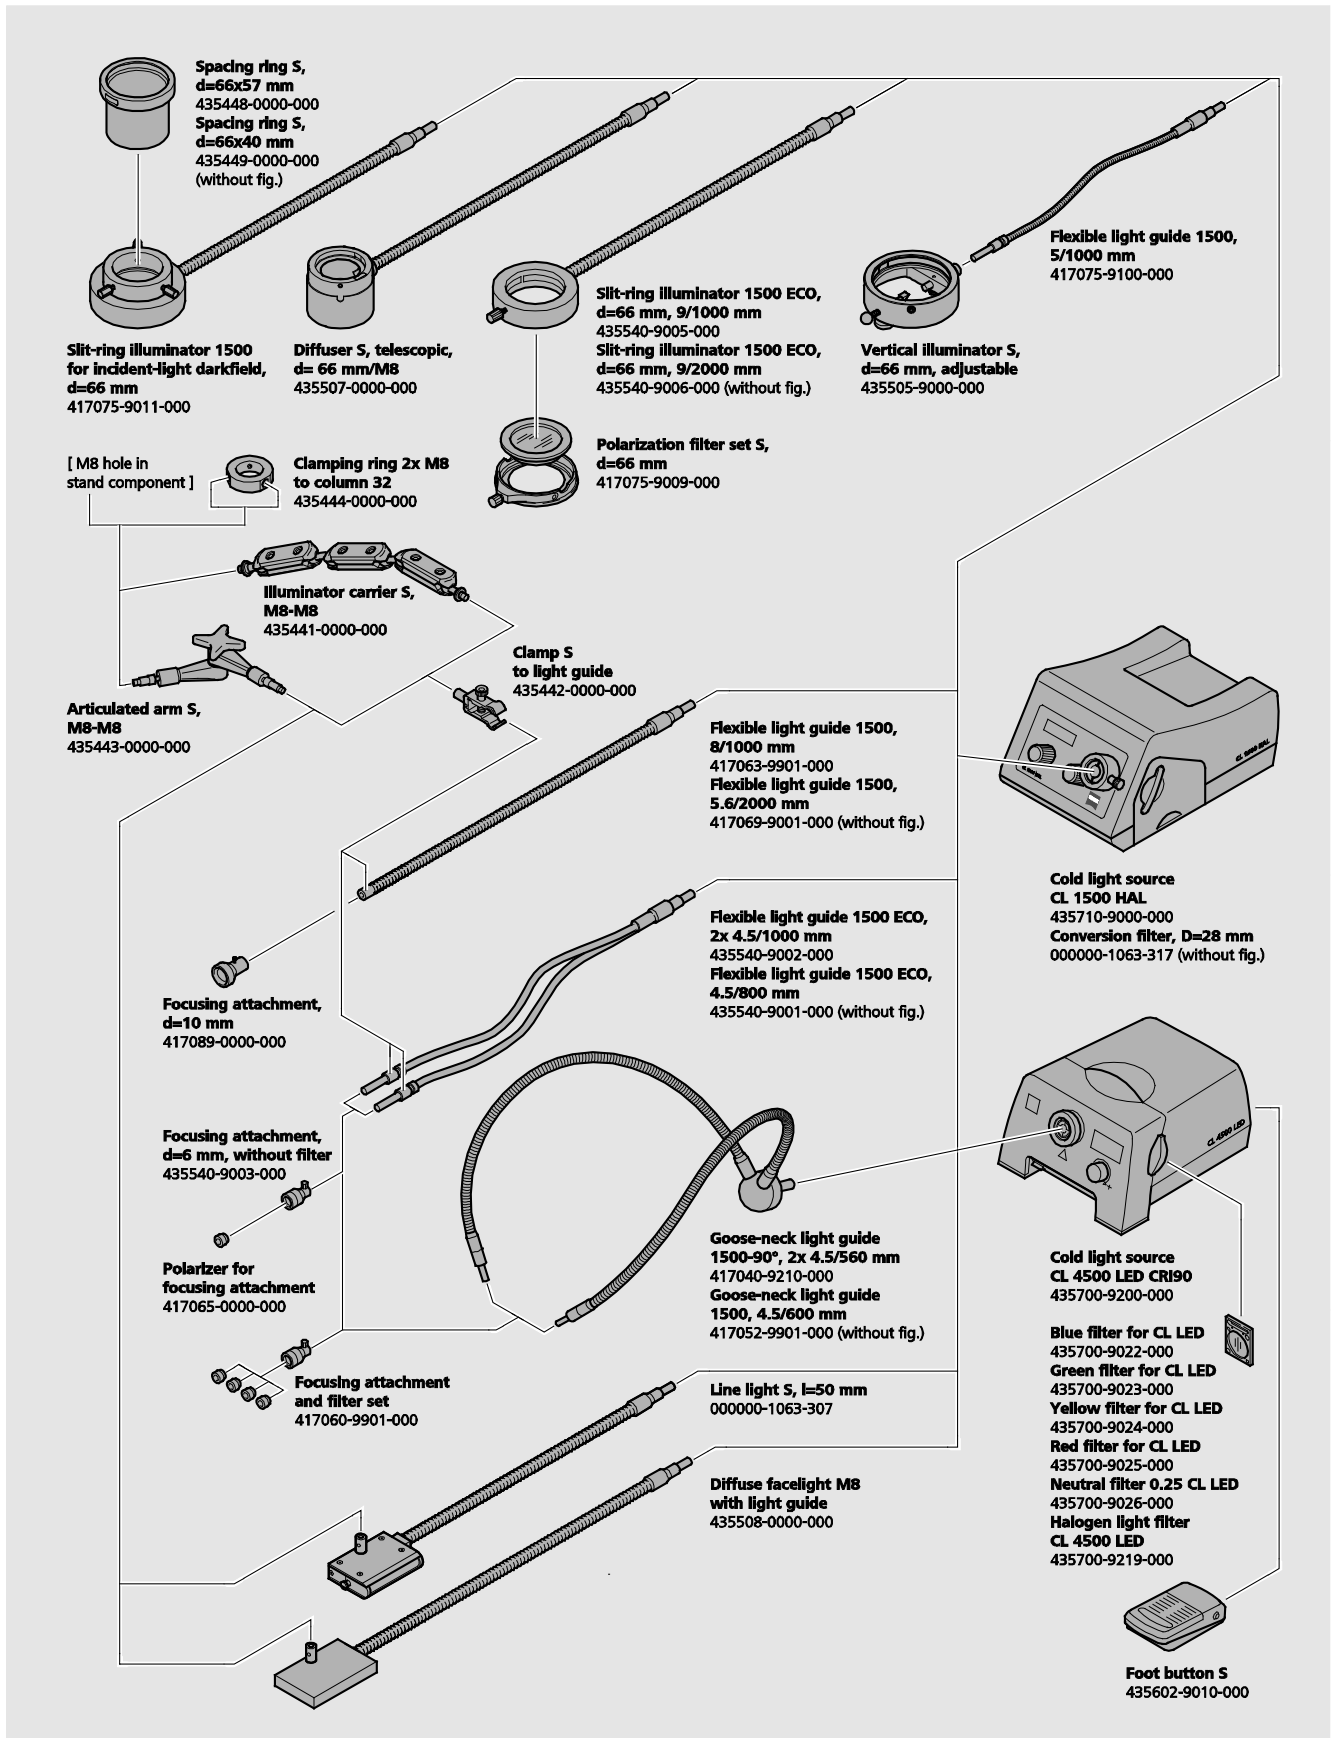 Spacing ring S,
d=66x57 mm
435448-0000-000
Spacing ring S,
d=66x40 mm
435449-0000-000
(without fig.)
Flexible light guide 1500,
5/1000 mm
417075-9100-000
Slit-ring illuminator 1500
for incident-light darkfield,
d=66 mm
417075-9011-000
Diffuser S, telescopic,
d= 66 mm/M8
435507-0000-000
Slit-ring illuminator 1500 ECO,
d=66 mm, 9/1000 mm
435540-9005-000
Slit-ring illuminator 1500 ECO,
d=66 mm, 9/2000 mm
435540-9006-000 (without fig.)
Vertical illuminator S,
d=66 mm, adjustable
435505-9000-000
[ M8 hole in
stand component ]
Clamping ring 2x M8
to column 32
435444-0000-000
Polarization filter set S,
d=66 mm
417075-9009-000
Illuminator carrier S,
M8-M8
435441-0000-000
Clamp S
to light guide
435442-0000-000
Articulated arm S,
M8-M8
435443-0000-000
Flexible light guide 1500,
8/1000 mm
417063-9901-000
Flexible light guide 1500,
5.6/2000 mm
417069-9001-000 (without fig.)
CL 1500 HAL
Cold light source
CL 1500 HAL
435710-9000-000
Conversion filter, D=28 mm
000000-1063-317 (without fig.)
Flexible light guide 1500 ECO,
2x 4.5/1000 mm
435540-9002-000
Flexible light guide 1500 ECO,
4.5/800 mm
435540-9001-000 (without fig.)
Focusing attachment,
d=10 mm
417089-0000-000
Focusing attachment,
d=6 mm, without filter
435540-9003-000
CL 4500 LED
Polarizer for
focusing attachment
417065-0000-000
Goose-neck light guide
1500-90°, 2x 4.5/560 mm
417040-9210-000
Goose-neck light guide
1500, 4.5/600 mm
417052-9901-000 (without fig.)
Cold light source
CL 4500 LED CRI90
435700-9200-000
Blue filter for CL LED
435700-9022-000
Green filter for CL LED
435700-9023-000
Yellow filter for CL LED
435700-9024-000
Red filter for CL LED
435700-9025-000
Neutral filter 0.25 CL LED
435700-9026-000
Halogen light filter
CL 4500 LED
435700-9219-000
Focusing attachment
and filter set
417060-9901-000
Line light S, l=50 mm
000000-1063-307
Diffuse facelight M8
with light guide
435508-0000-000
Foot button S
435602-9010-000